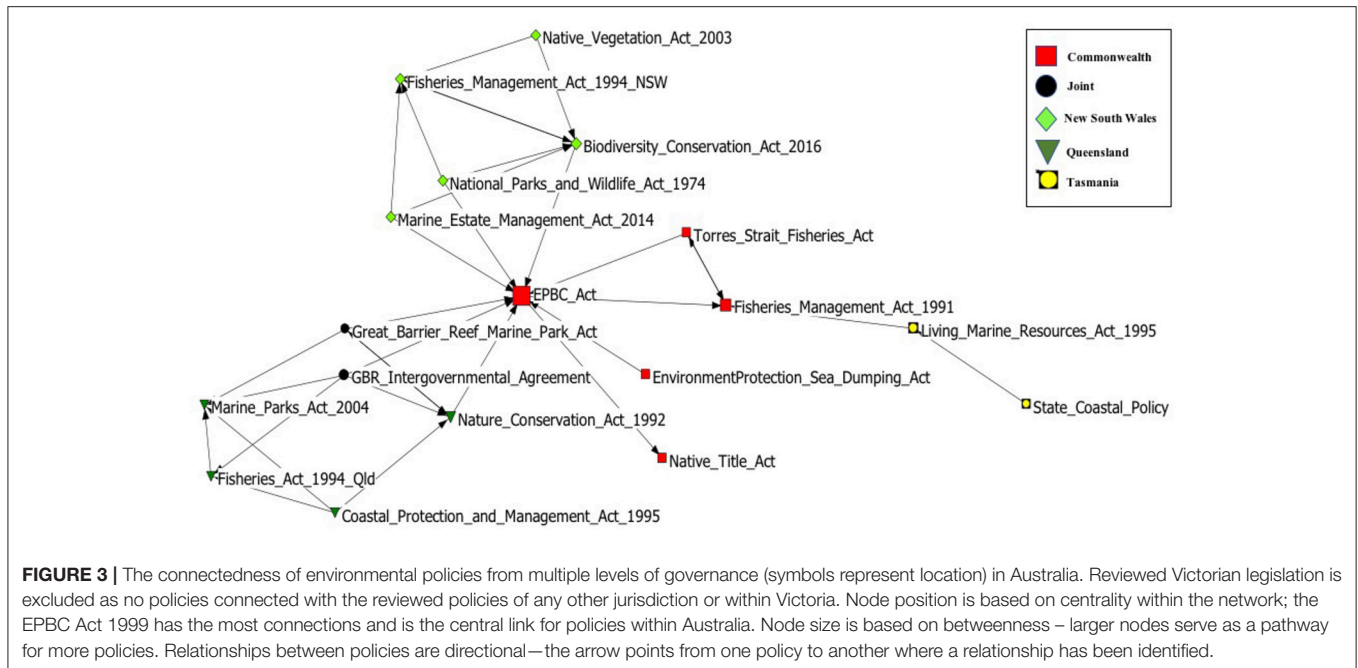 Native_Vegetation_Act_2003
Fisheries_Management_Act_1994_NSW
Biodiversity_Conservation_Act_2016
National_Parks_and_Wildlife_Act_1974
Marine_Estate_Management_Act_2014
Torres_Strait_Fisheries_Act
EPBC_Act
Fisheries_Management_Act_1991
Great_Barrier_Reef_Marine_Park_Act
Living_Marine_Resources_Act_1995
GBR_Intergovernmental_Agreement
EnvironmentProtection_Sea_Dumping_Act
Marine_Parks_Act_2004
State_Coastal_Policy
Nature_Conservation_Act_1992
Native_Title_Act
Fisheries_Act_1994_Qld
Coastal_Protection_and_Management_Act_1995
Commonwealth
Joint
New South Wales
Queensland
Tasmania
FIGURE 3 | The connectedness of environmental policies from multiple levels of governance (symbols represent location) in Australia. Reviewed Victorian legislation is
excluded as no policies connected with the reviewed policies of any other jurisdiction or within Victoria. Node position is based on centrality within the network; the
EPBC Act 1999 has the most connections and is the central link for policies within Australia. Node size is based on betweenness – larger nodes serve as a pathway
for more policies. Relationships between policies are directional—the arrow points from one policy to another where a relationship has been identified.